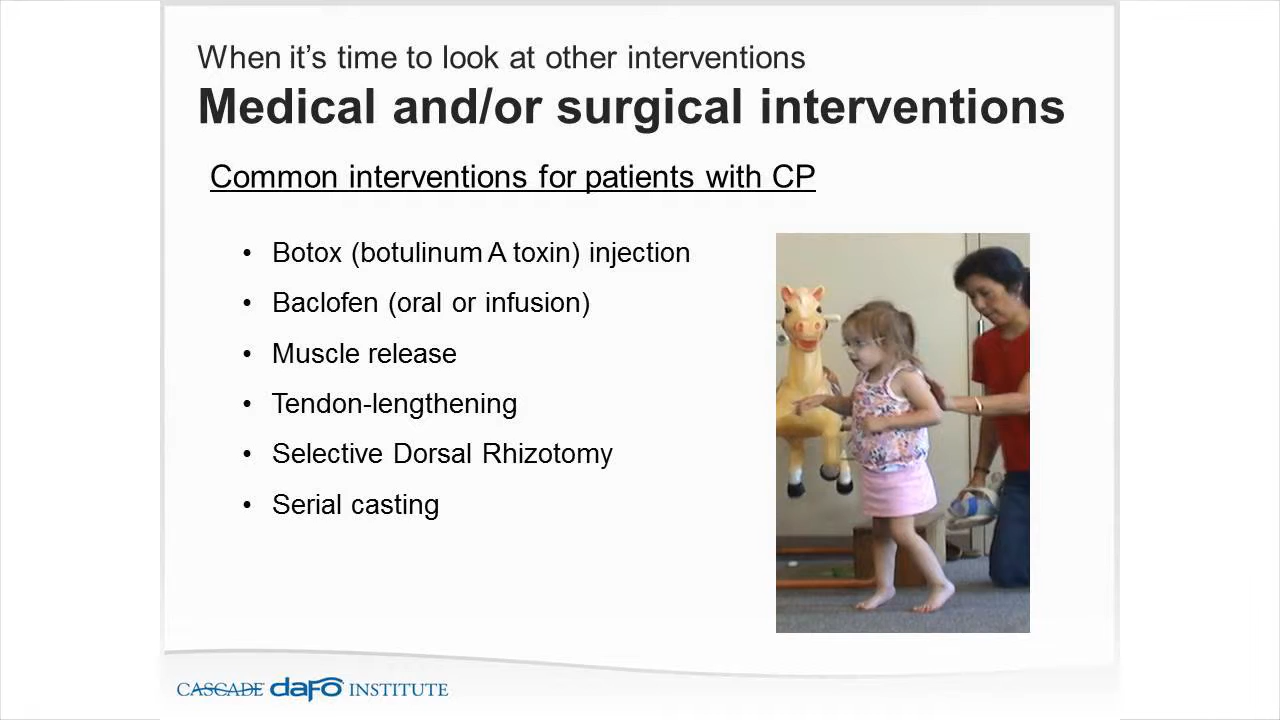 When it's time to look at other interventions
Medical and/or surgical interventions
Common interventions for patients with CP
• Botox (botulinum A toxin) injection
• Baclofen (oral or infusion)
• Muscle release
• Tendon-lengthening
• Selective Dorsal Rhizotomy
• Serial casting
CASCADE dafo INSTITUTE